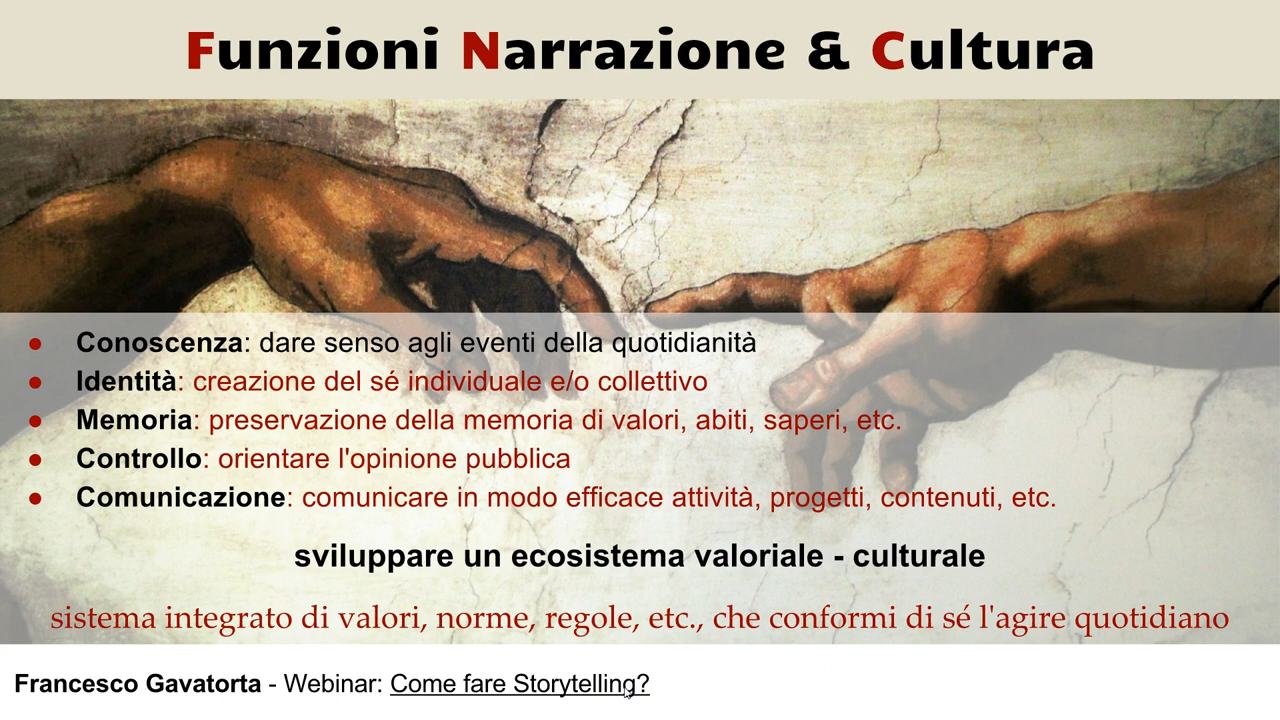 Funzioni Narrazione & Cultura
● Conoscenza: dare senso agli eventi della quotidianità
● Identità: creazione del sé individuale e/o collettivo
● Memoria: preservazione della memoria di valori, abiti, saperi, etc.
● Controllo: orientare l'opinione pubblica
● Comunicazione: comunicare in modo efficace attività, progetti, contenuti, etc.
sviluppare un ecosistema valoriale - culturale
sistema integrato di valori, norme, regole, etc., che conformi di sé l'agire quotidiano
Francesco Gavatorta - Webinar: Come fare Storytelling?